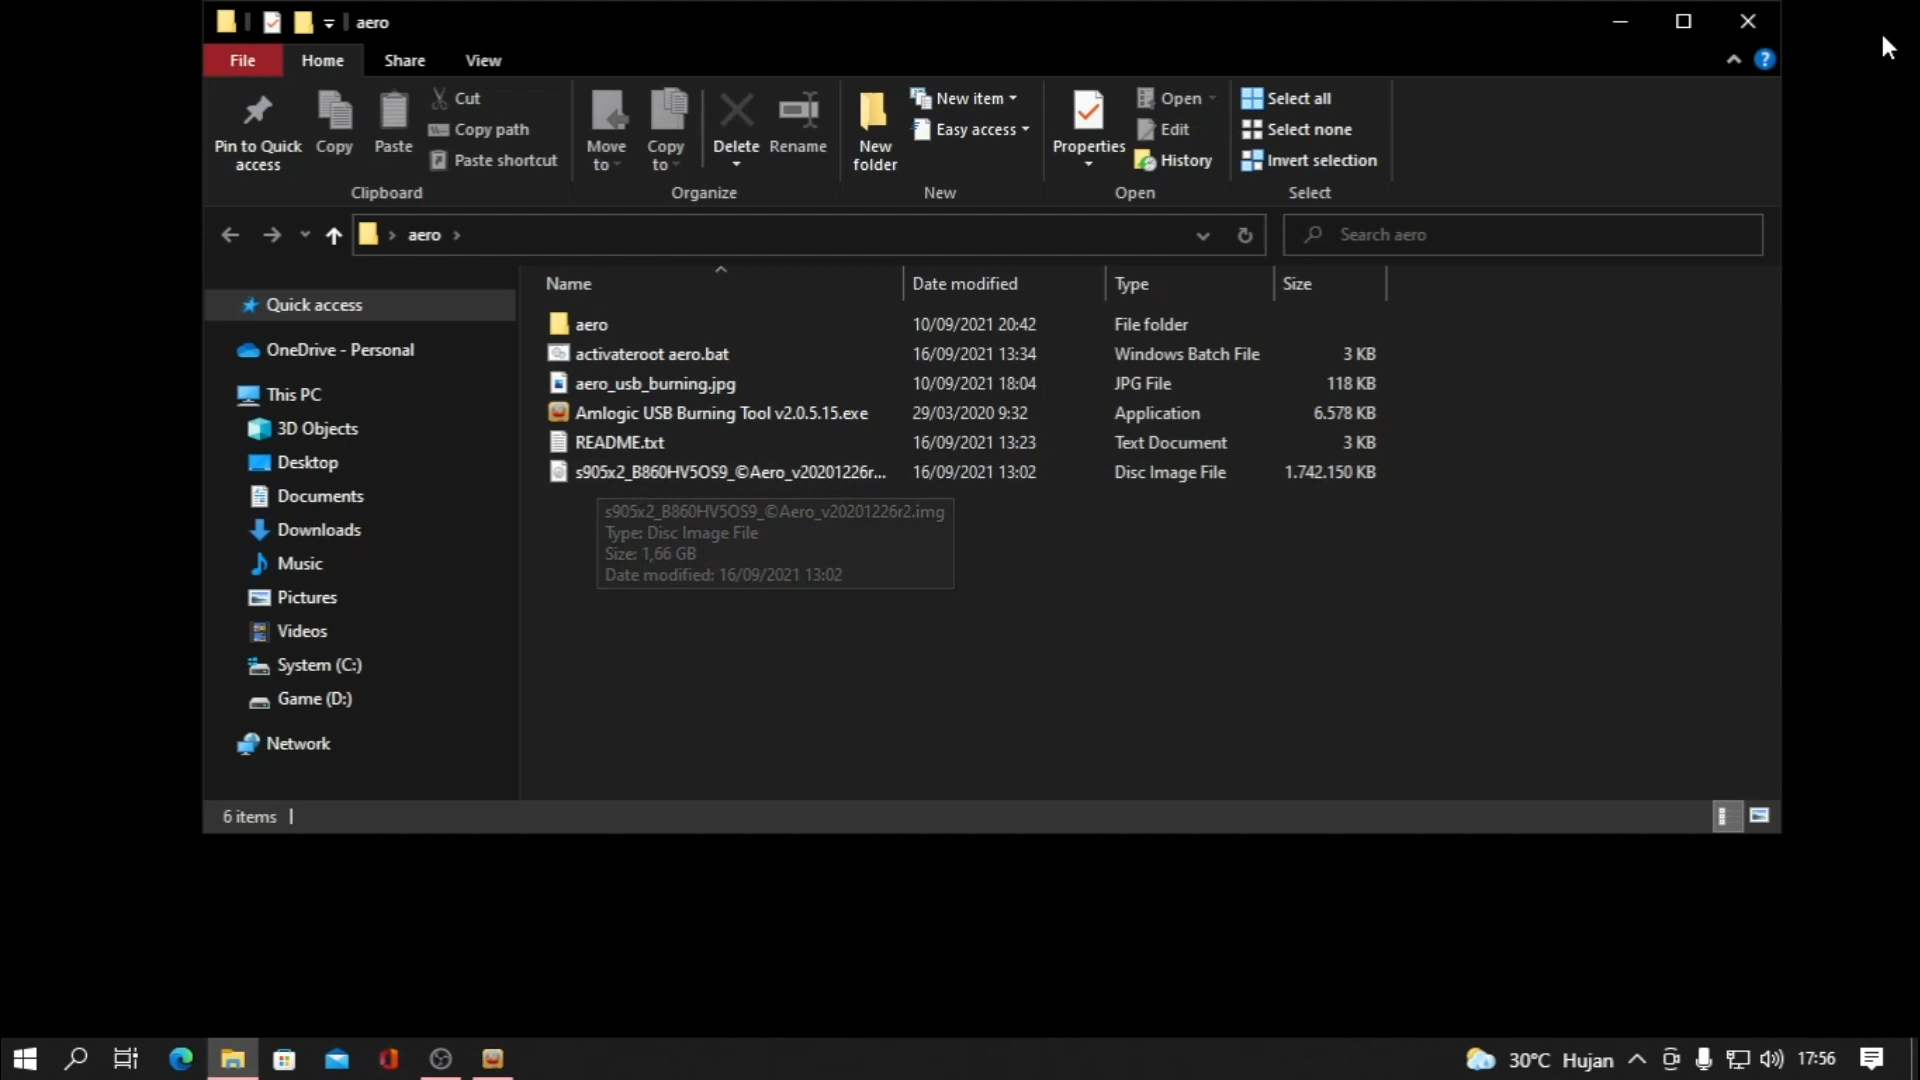 aero
File Home Share View
Pin to Quick access
Copy
Paste
Cut
Copy path
Paste shortcut
Clipboard
Move to
Copy to
Delete
Rename
Organize
New folder
New item
Easy access
New
Properties
Open
Edit
History
Open
Select all
Select none
Invert selection
Select
aero
Search aero
Name Date modified Type Size
Quick access
OneDrive - Personal
This PC
3D Objects
Desktop
Documents
Downloads
Music
Pictures
Videos
System (C:)
Game (D:)
Network
aero 10/09/2021 20:42 File folder
activateroot aero.bat 16/09/2021 13:34 Windows Batch File 3 KB
aero_usb_burning.jpg 10/09/2021 18:04 JPG File 118 KB
Amlogic USB Burning Tool v2.0.5.15.exe 29/03/2020 9:32 Application 6.578 KB
README.txt 16/09/2021 13:23 Text Document 3 KB
s905x2_B860HV5OS9_©Aero_v20201226r... 16/09/2021 13:02 Disc Image File 1.742.150 KB
s905x2_B860HV5OS9_©Aero_v20201226r2.img
Type: Disc Image File
Size: 1,66 GB
Date modified: 16/09/2021 13:02
6 items
30°C Hujan 17:56